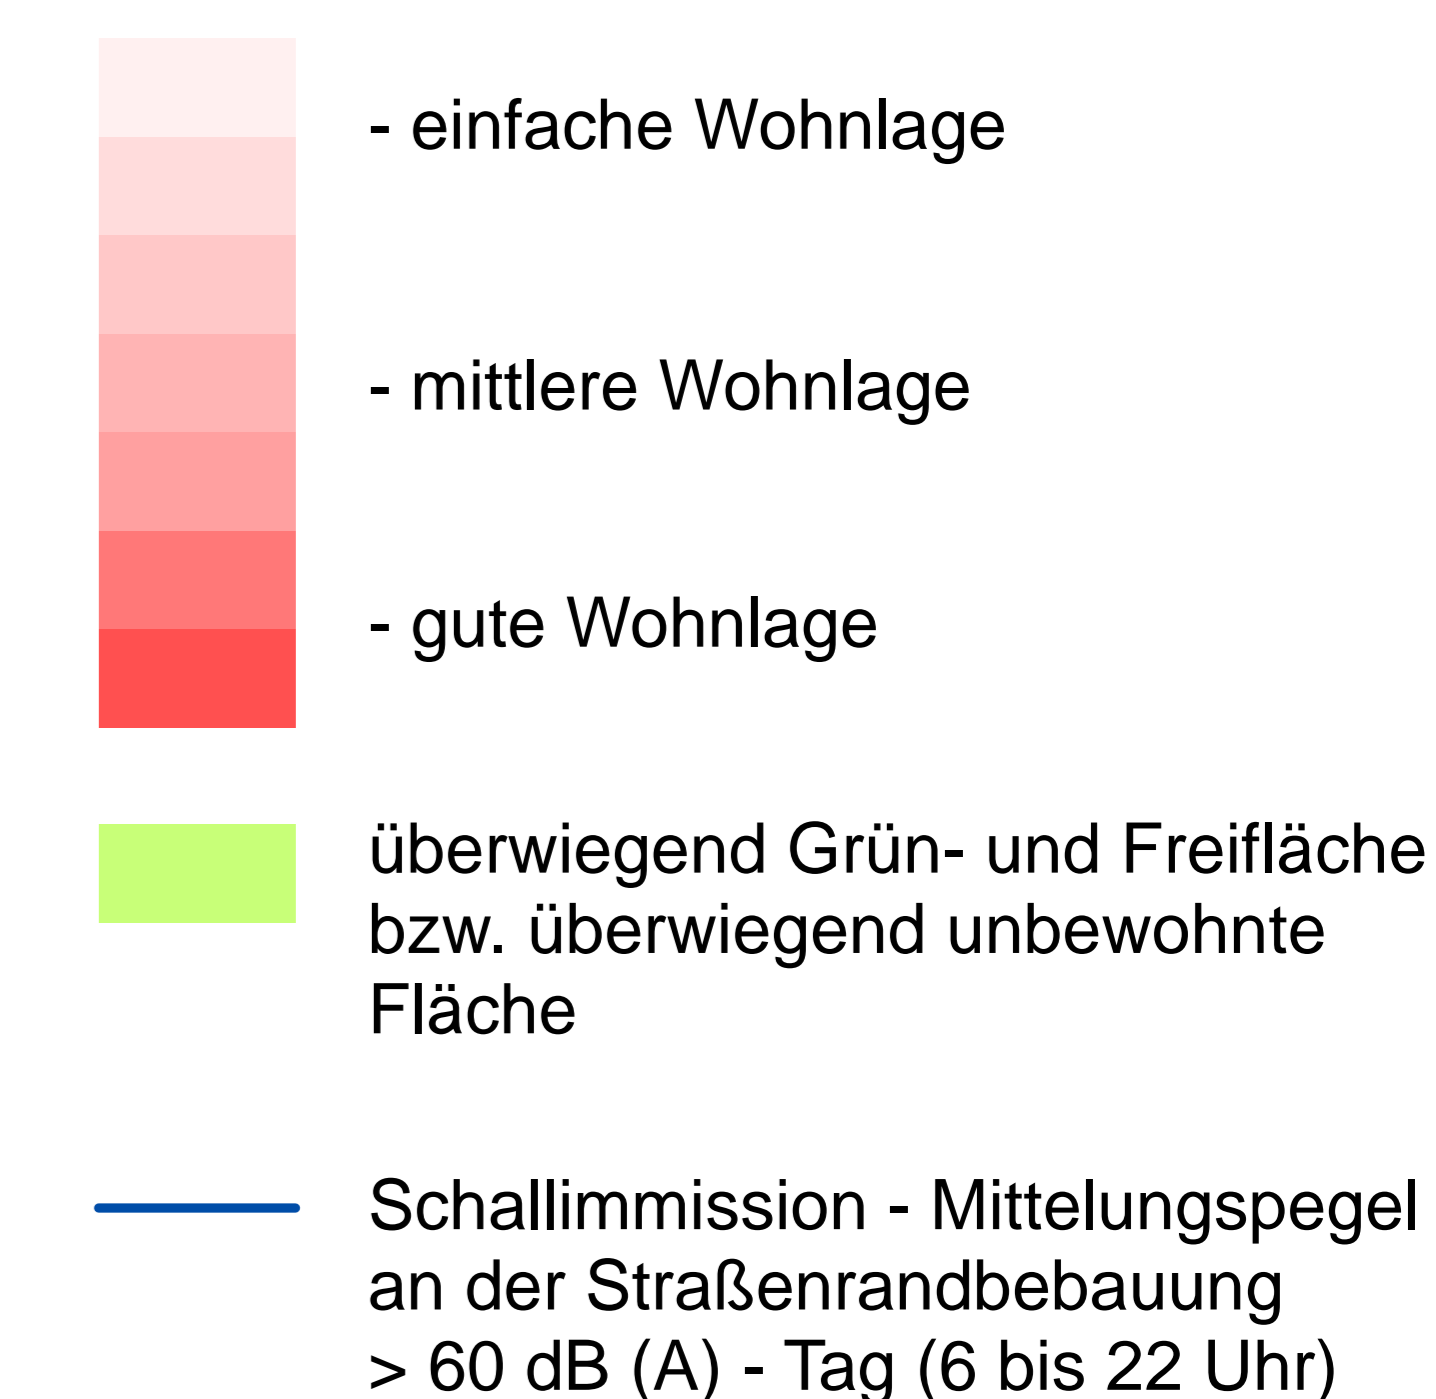 - einfache Wohnlage
- mittlere Wohnlage
- gute Wohnlage
überwiegend Grün- und Freifläche
bzw. überwiegend unbewohnte
Fläche
Schallimmission - Mittelungspegel
an der Straßenrandbebauung
> 60 dB (A) - Tag (6 bis 22 Uhr)